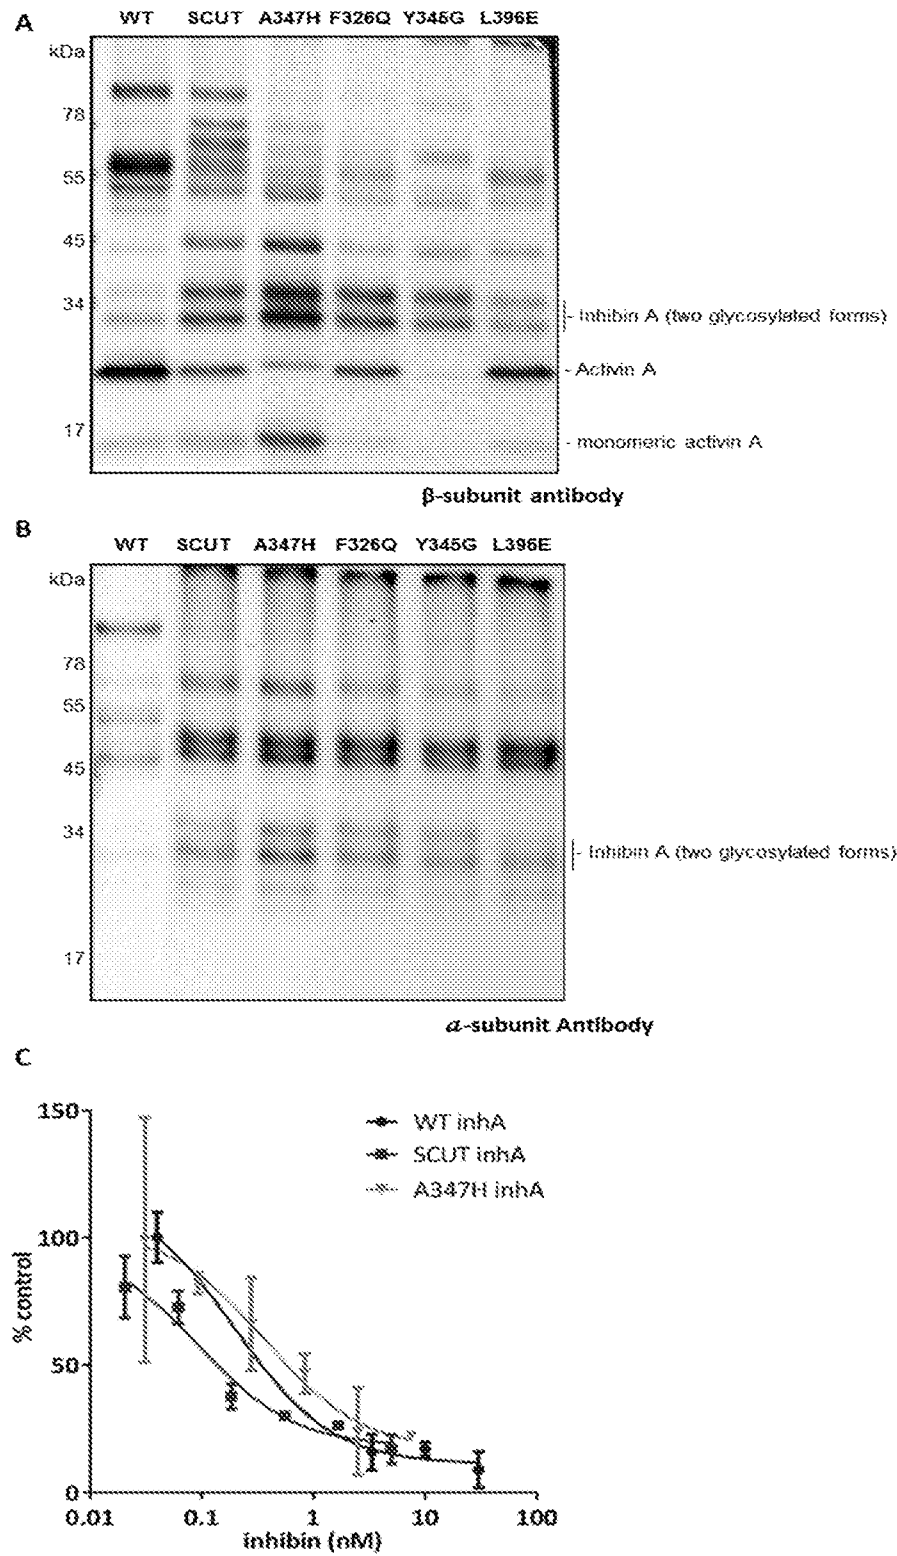 A
WT SCUT A347H F326Q Y345G L396E
kDa
78
55
45
34
- Inhibin A (two glycosylated forms)
- Activin A
17
- monomeric activin A
β-subunit antibody
B
WT SCUT A347H F326Q Y345G L396E
kDa
78
55
45
34
- Inhibin A (two glycosylated forms)
17
α-subunit Antibody
C
150
WT inhA
SCUT inhA
A347H inhA
100
% control
50
0
0.01 0.1 1 10 100
inhibin (nM)